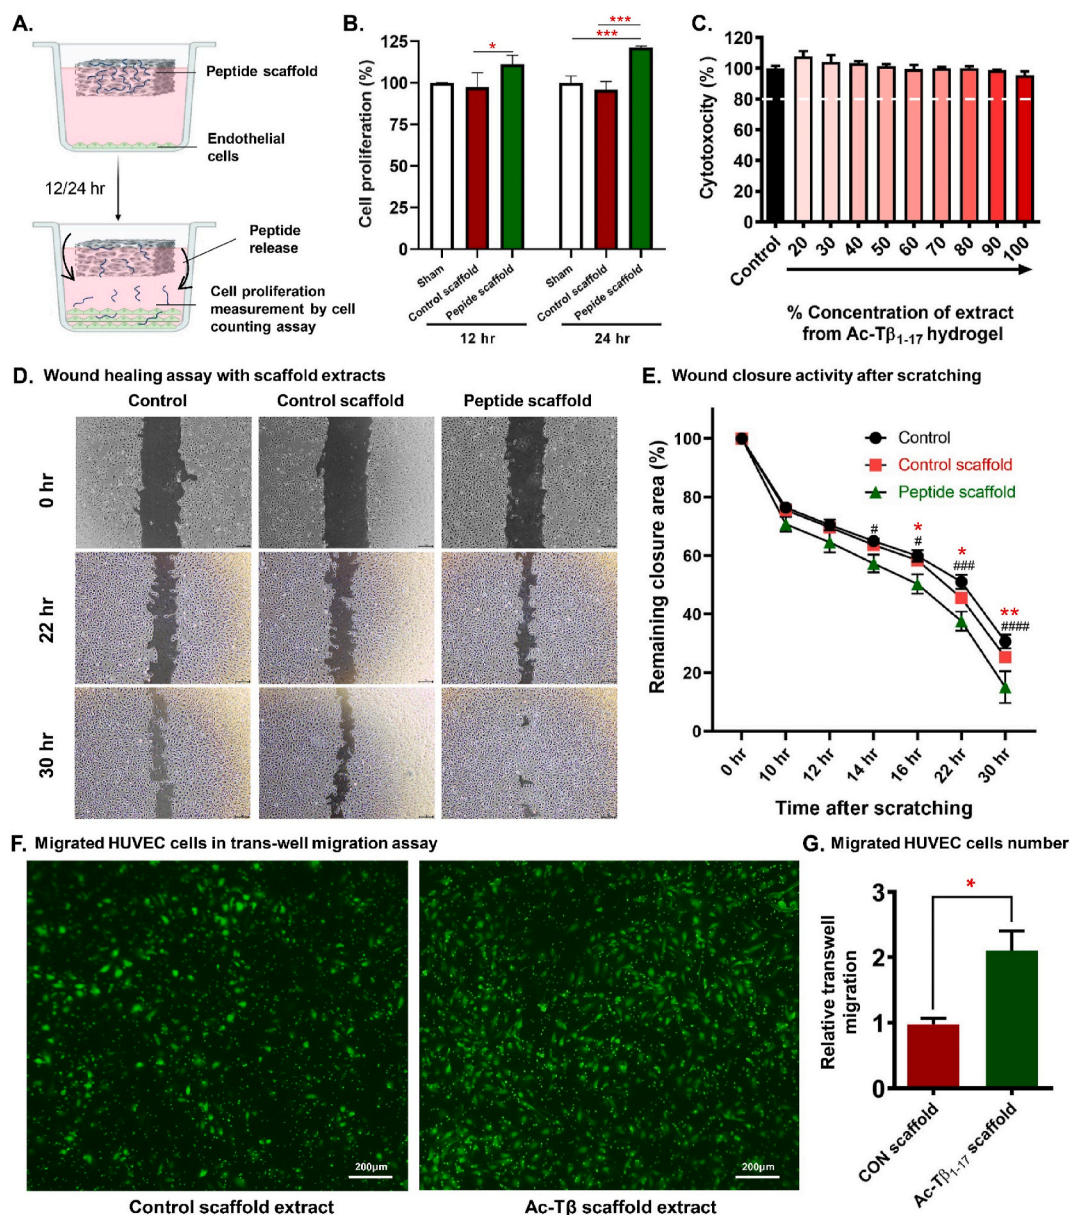 A.
Peptide scaffold
Endothelial
cells
12/24 hr
Peptide
release
Cell proliferation
measurement by cell
counting assay
B.
Cell proliferation (%)
125
100
75
50
25
0
Sham
Control scaffold
Pepide scaffold
Sham
Control scaffold
Peptide scaffold
12 hr
24 hr
*
***
***
C.
Cytotoxocity (%)
120
100
80
60
40
20
0
Control
20
30
40
50
60
70
80
90
100
% Concentration of extract
from Ac-Tβ1-17 hydrogel
D. Wound healing assay with scaffold extracts
Control
Control scaffold
Peptide scaffold
0 hr
22 hr
30 hr
E. Wound closure activity after scratching
Remaining closure area (%)
100
80
60
40
20
0
Control
Control scaffold
Peptide scaffold
#
*
#
*
###
**
####
0 hr
10 hr
12 hr
14 hr
16 hr
22 hr
30 hr
Time after scratching
F. Migrated HUVEC cells in trans-well migration assay
200μm
200μm
Control scaffold extract
Ac-Tβ scaffold extract
G. Migrated HUVEC cells number
Relative transwell
migration
3
2
1
0
*
CON scaffold
Ac-Tβ1-17 scaffold